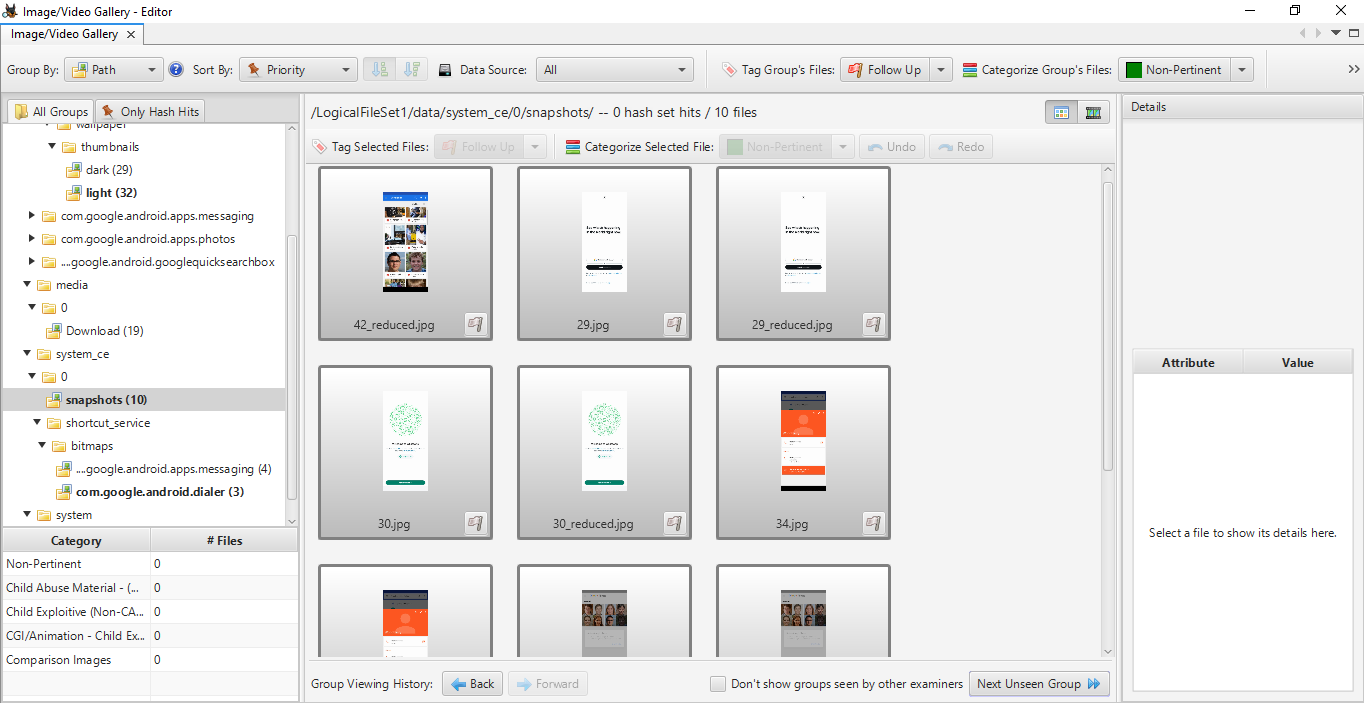 Image/Video Gallery - Editor
Image/Video Gallery
Group By: Path Sort By: Priority Data Source: All Tag Group's Files: Follow Up Categorize Group's Files: Non-Pertinent
All Groups Only Hash Hits
wallpaper
thumbnails
dark (29)
light (32)
com.google.android.apps.messaging
com.google.android.apps.photos
....google.android.googlequicksearchbox
media
0
Download (19)
system_ce
0
snapshots (10)
shortcut_service
bitmaps
....google.android.apps.messaging (4)
com.google.android.dialer (3)
system
Category # Files
Non-Pertinent 0
Child Abuse Material - (... 0
Child Exploitive (Non-CA... 0
CGI/Animation - Child Ex... 0
Comparison Images 0
/LogicalFileSet1/data/system_ce/0/snapshots/ -- 0 hash set hits / 10 files
Tag Selected Files: Follow Up Categorize Selected File: Non-Pertinent Undo Redo
42_reduced.jpg 29.jpg 29_reduced.jpg
30.jpg 30_reduced.jpg 34.jpg
Group Viewing History: Back Forward Don't show groups seen by other examiners Next Unseen Group
Details
Attribute Value
Select a file to show its details here.